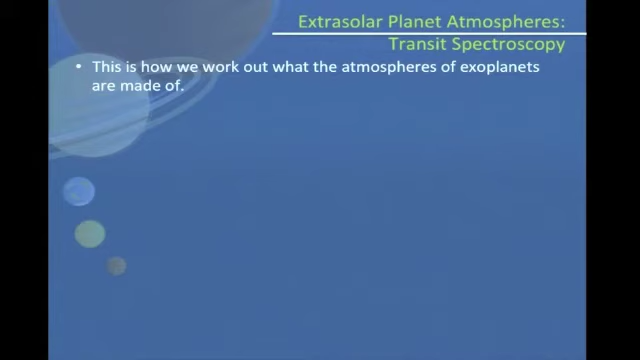 Extrasolar Planet Atmospheres:
Transit Spectroscopy
• This is how we work out what the atmospheres of exoplanets
are made of.